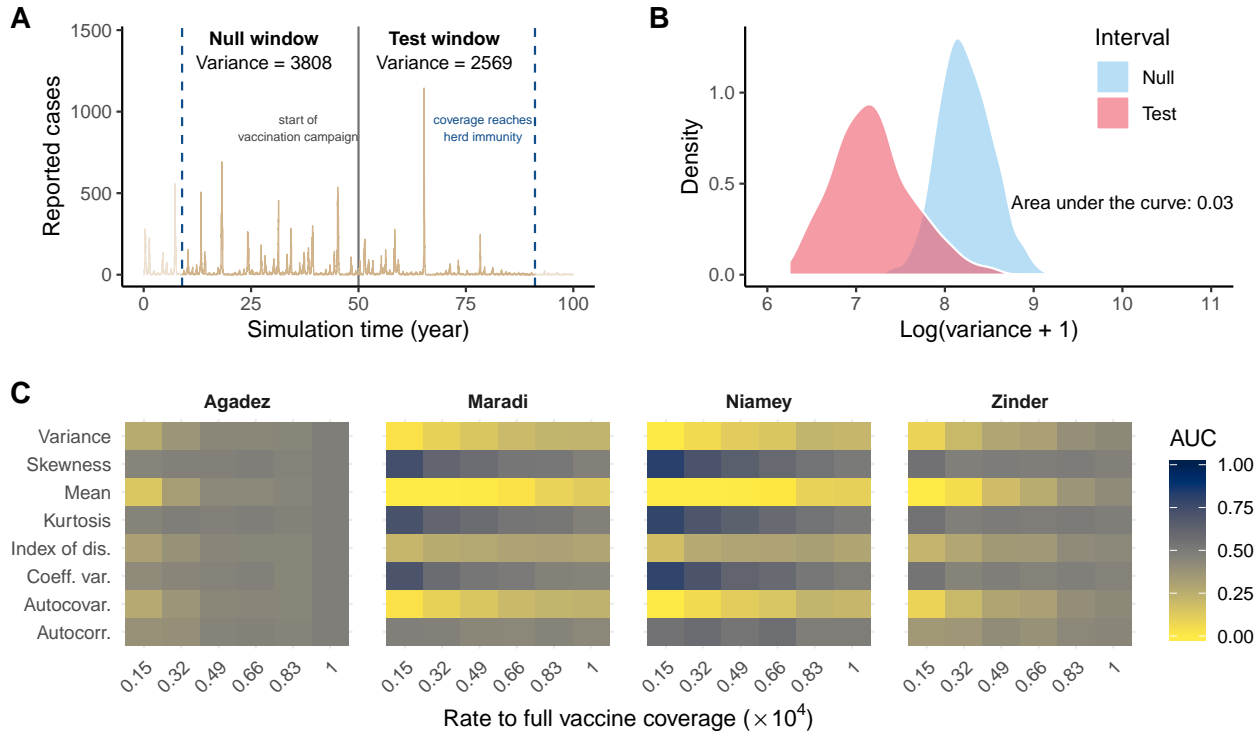 A
Null window
Variance = 3808
Test window
Variance = 2569
start of
vaccination campaign
coverage reaches
herd immunity
Reported cases
1500
1000
500
0
0
25
50
75
100
Simulation time (year)
B
Density
1.0
0.5
0.0
Interval
Null
Test
Area under the curve: 0.03
6
7
8
9
10
11
Log(variance + 1)
C
Agadez
Maradi
Niamey
Zinder
Variance
Skewness
Mean
Kurtosis
Index of dis.
Coeff. var.
Autocovar.
Autocorr.
0.15
0.32
0.49
0.66
0.83
1
0.15
0.32
0.49
0.66
0.83
1
0.15
0.32
0.49
0.66
0.83
1
0.15
0.32
0.49
0.66
0.83
1
Rate to full vaccine coverage (×10⁴)
AUC
1.00
0.75
0.50
0.25
0.00